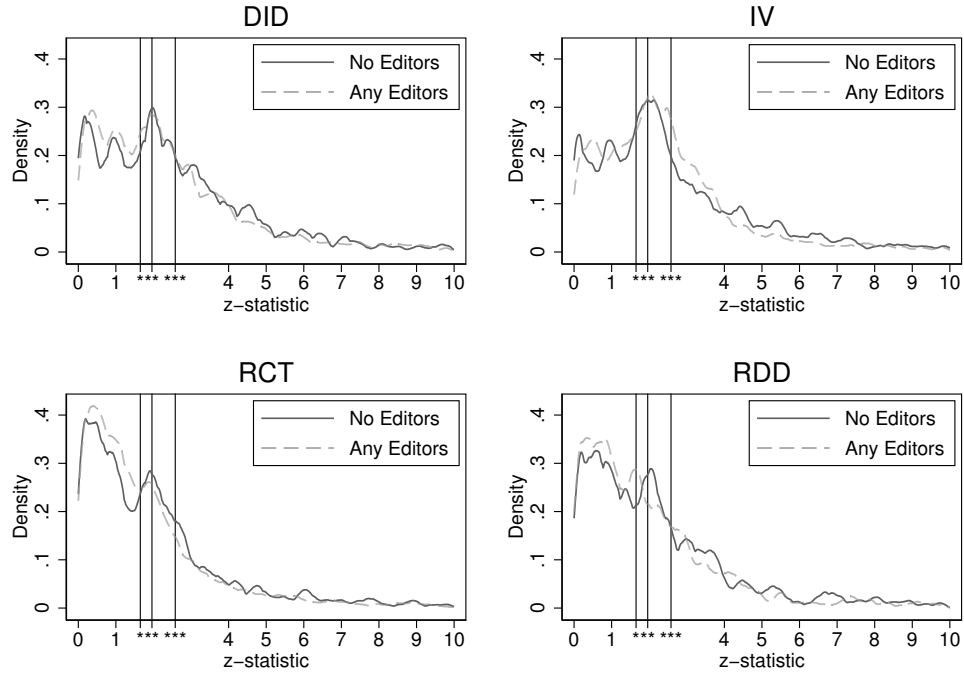 DID
IV
Density
0 .1 .2 .3 .4
No Editors
Any Editors
0 1 *** *** 4 5 6 7 8 9 10
z−statistic
Density
0 .1 .2 .3 .4
No Editors
Any Editors
0 1 *** *** 4 5 6 7 8 9 10
z−statistic
RCT
RDD
Density
0 .1 .2 .3 .4
No Editors
Any Editors
0 1 *** *** 4 5 6 7 8 9 10
z−statistic
Density
0 .1 .2 .3 .4
No Editors
Any Editors
0 1 *** *** 4 5 6 7 8 9 10
z−statistic